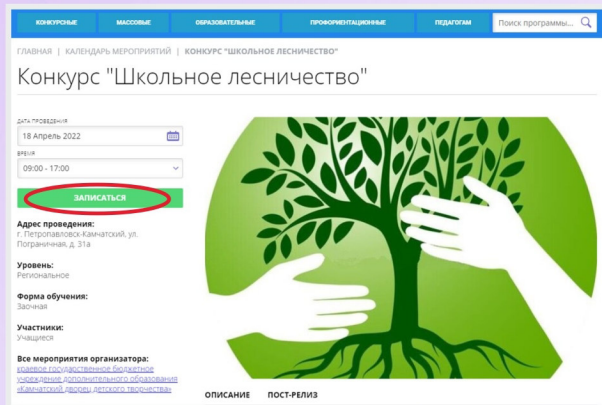 КОНКУРСНЫЕ МАССОВЫЕ ОБРАЗОВАТЕЛЬНЫЕ ПРОФОРИЕНТАЦИОННЫЕ ПЕДАГОГАМ Поиск программы...
ГЛАВНАЯ | КАЛЕНДАРЬ МЕРОПРИЯТИЙ | КОНКУРС "ШКОЛЬНОЕ ЛЕСНИЧЕСТВО"
Конкурс "Школьное лесничество"
ДАТА ПРОВЕДЕНИЯ
18 Апрель 2022
ВРЕМЯ
09:00 - 17:00
ЗАПИСАТЬСЯ
Адрес проведения:
г. Петропавловск-Камчатский, ул.
Пограничная, д. 31а
Уровень:
Региональное
Форма обучения:
Заочная
Участники:
Учащиеся
Все мероприятия организатора:
краевое государственное бюджетное
учреждение дополнительного образования
«Камчатский дворец детского творчества»
ОПИСАНИЕ ПОСТ-РЕЛИЗ